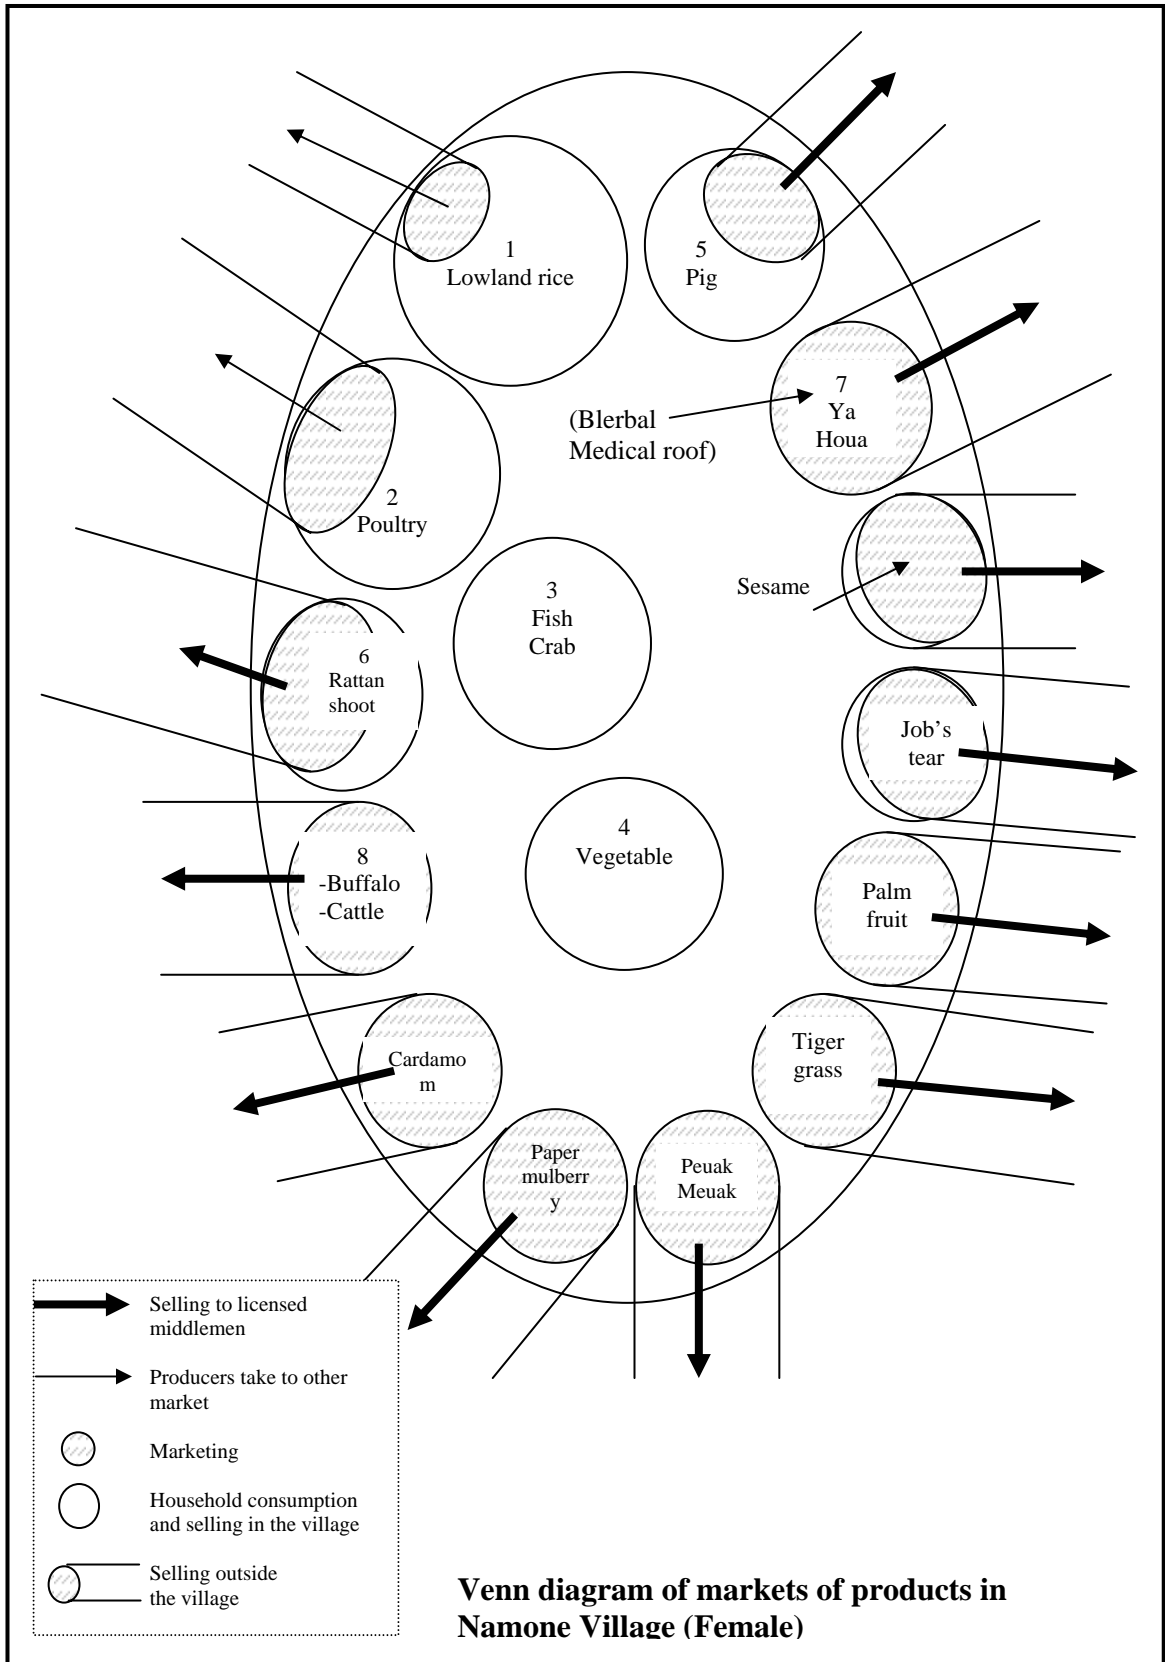 1
Lowland rice
5
Pig
7
Ya
Houa
(Blerbal
Medical roof)
2
Poultry
3
Fish
Crab
Sesame
6
Rattan
shoot
Job's
tear
4
Vegetable
8
-Buffalo
-Cattle
Palm
fruit
Cardamo
m
Tiger
grass
Paper
mulberr
y
Peuak
Meuak
Selling to licensed
middlemen
Producers take to other
market
Marketing
Household consumption
and selling in the village
Selling outside
the village
Venn diagram of markets of products in
Namone Village (Female)